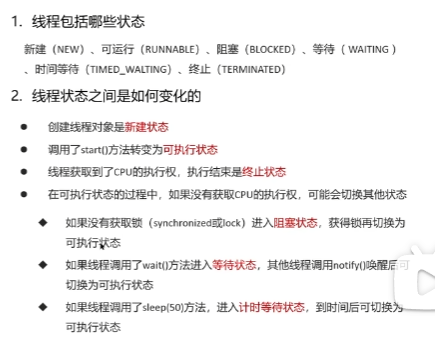 1. 线程包括哪些状态
新建（NEW）、可运行（RUNNABLE）、阻塞（BLOCKED）、等待（ WAITING ）
、时间等待（TIMED_WALTING）、终止（TERMINATED）
2. 线程状态之间是如何变化的
● 创建线程对象是新建状态
● 调用了start()方法转变为可执行状态
● 线程获取到了CPU的执行权，执行结束是终止状态
● 在可执行状态的过程中，如果没有获取CPU的执行权，可能会切换其他状态
◆ 如果没有获取锁（synchronized或lock）进入阻塞状态，获得锁再切换为
可执行状态
◆ 如果线程调用了wait()方法进入等待状态，其他线程调用notify()唤醒后可
切换为可执行状态
◆ 如果线程调用了sleep(50)方法，进入计时等待状态，到时间后可切换为
可执行状态